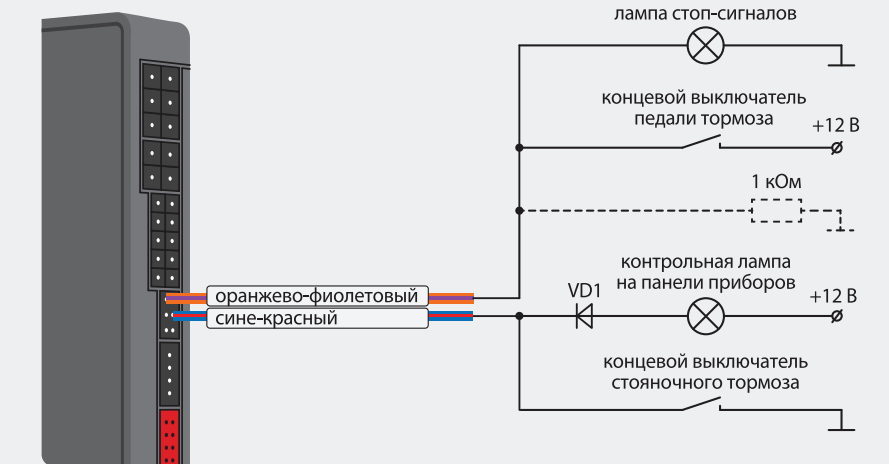 лампа стоп-сигналов
концевой выключатель
педали тормоза
+12 В
1 кОм
контрольная лампа
на панели приборов
+12 В
VD1
оранжево-фиолетовый
сине-красный
концевой выключатель
стояночного тормоза